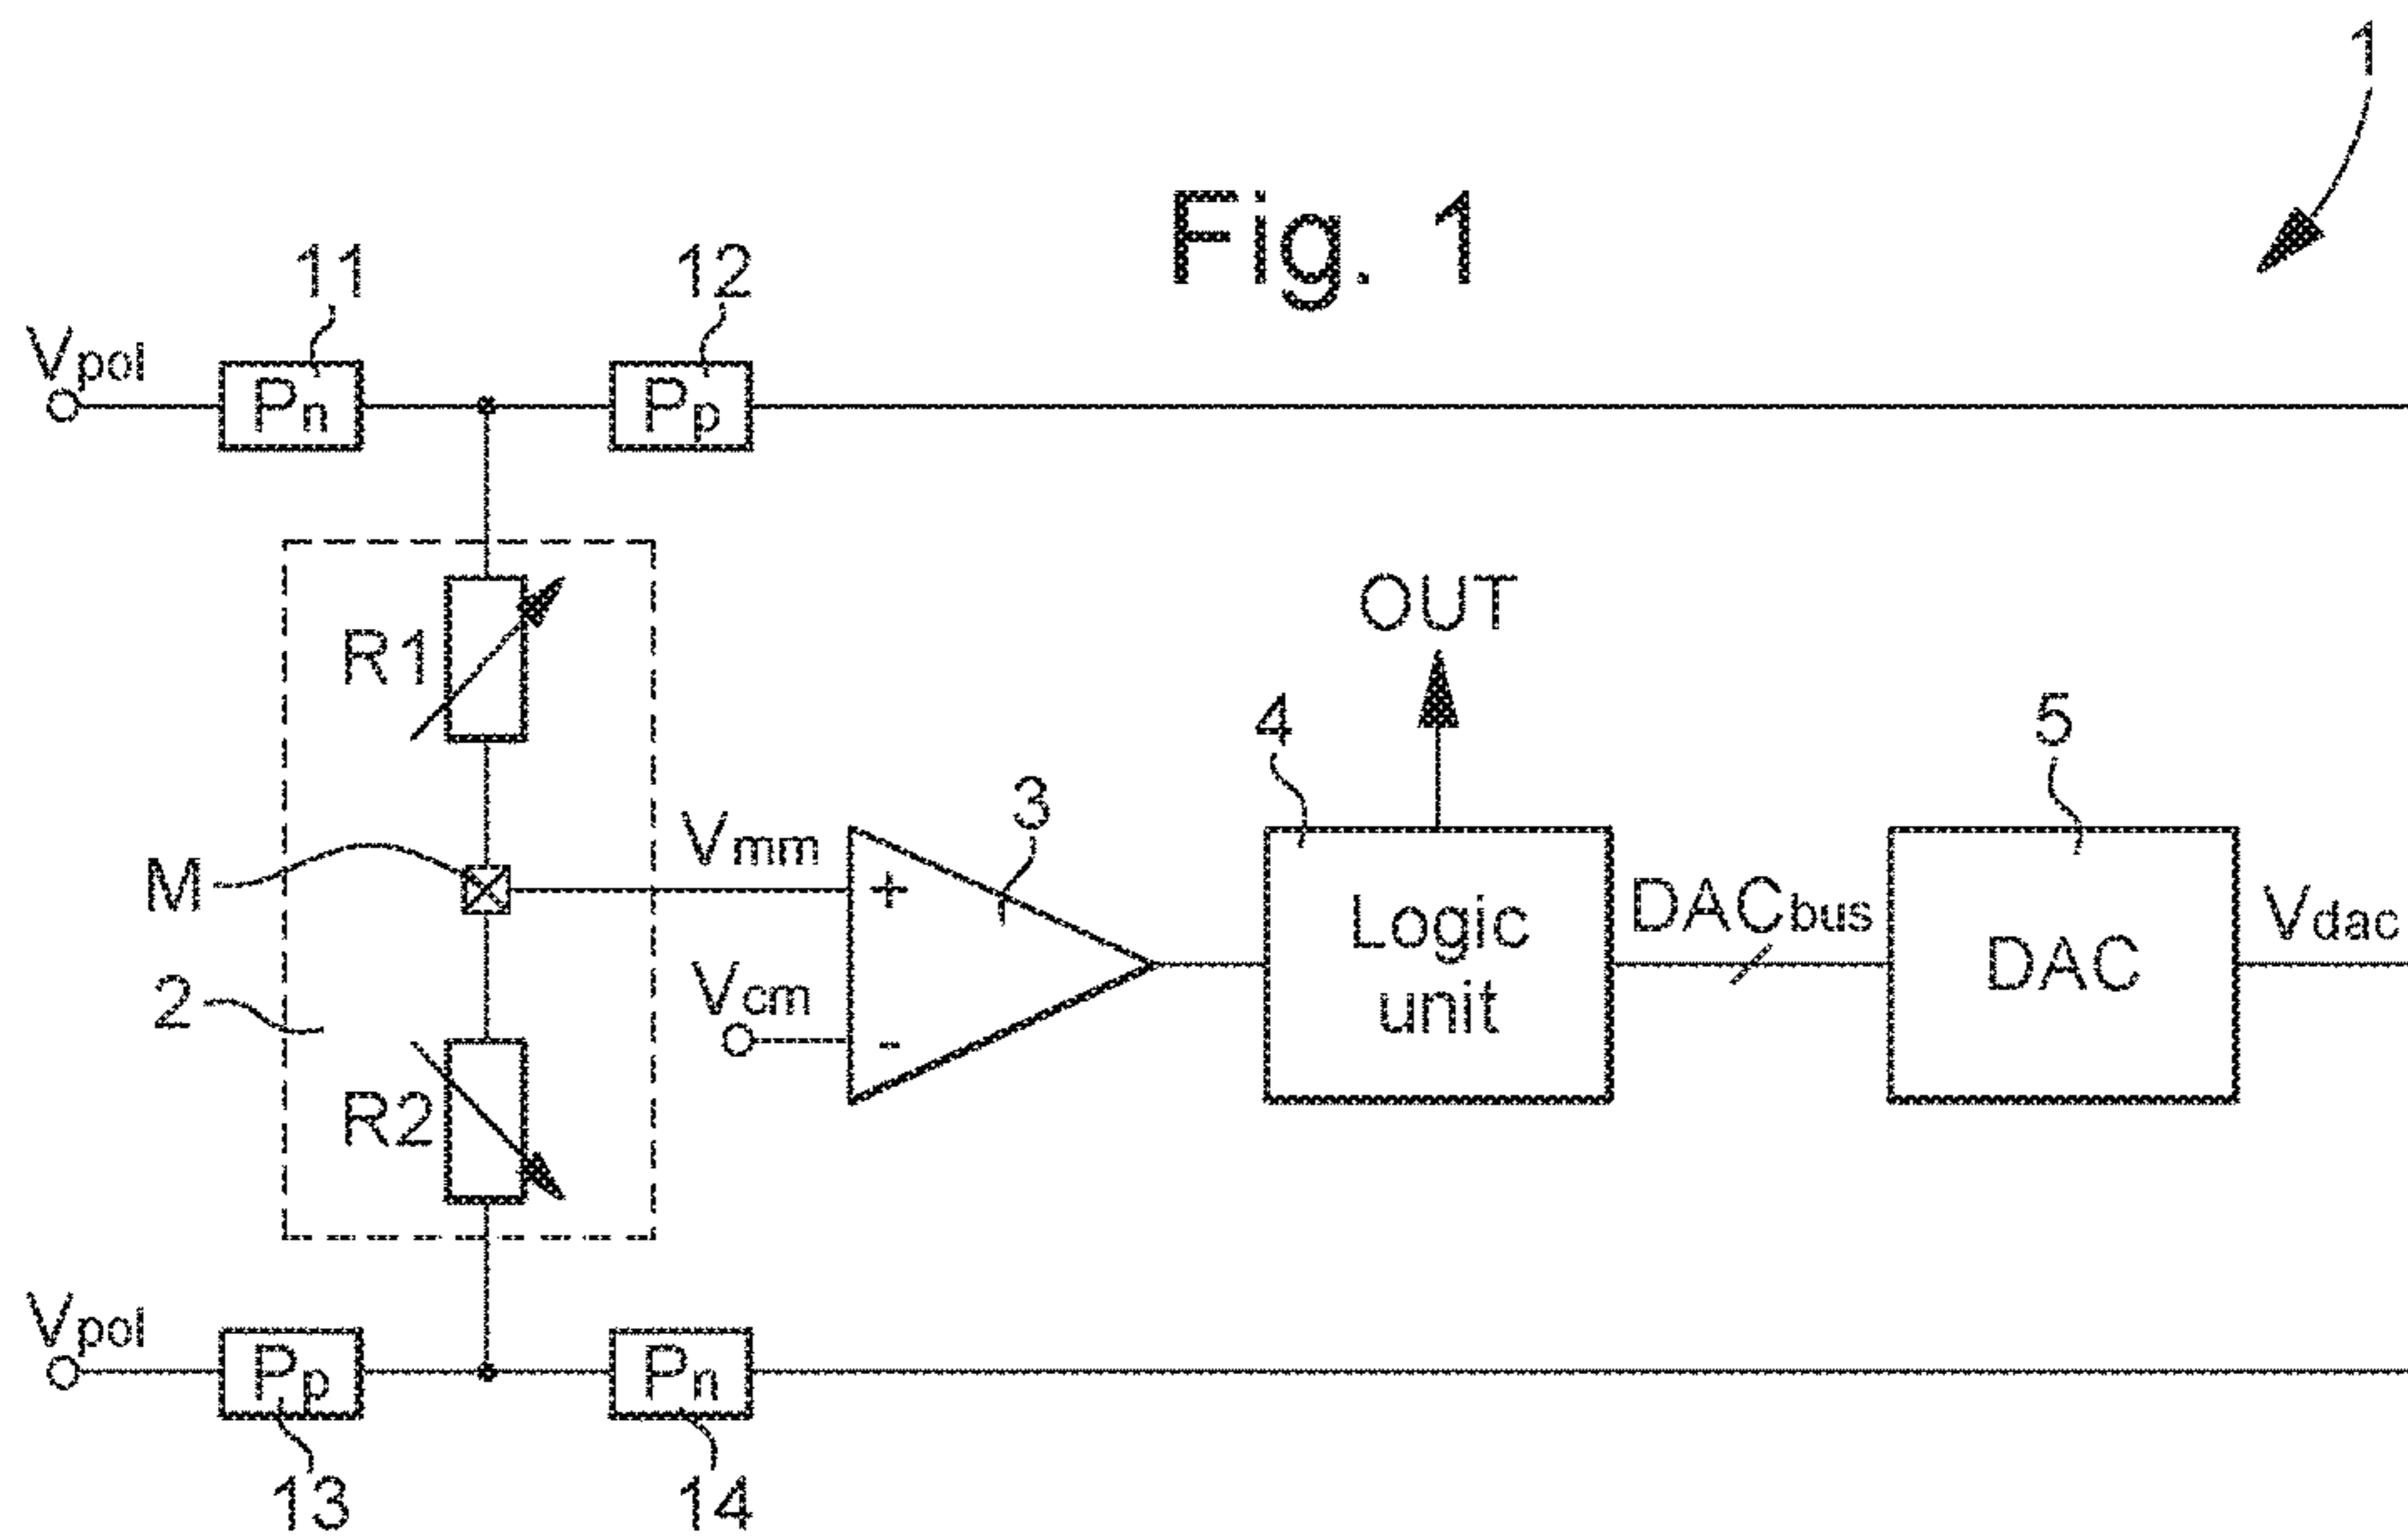 1
Fig. 1
11
12
Vpol
Pn
Pp
R1
OUT
4
5
3
Vmm
M
+
Logic
unit
DACbus
DAC
Vdac
2
Vcm
-
R2
Vpol
Pp
Pn
13
14